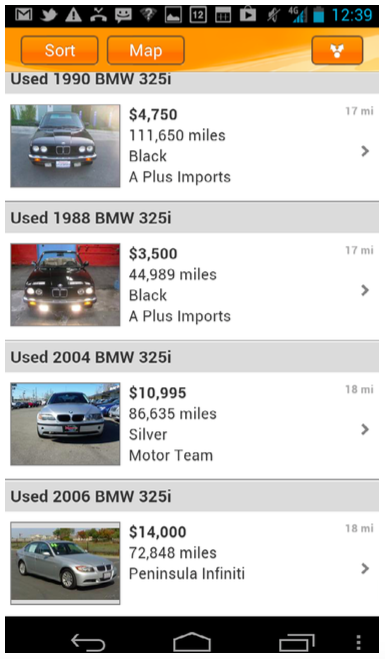 12
4G
12:39
Sort
Map
Used 1990 BMW 325i
$4,750
17 mi
111,650 miles
Black
A Plus Imports
Used 1988 BMW 325i
$3,500
17 mi
44,989 miles
Black
A Plus Imports
Used 2004 BMW 325i
$10,995
18 mi
86,635 miles
Silver
Motor Team
Used 2006 BMW 325i
$14,000
18 mi
72,848 miles
Peninsula Infiniti